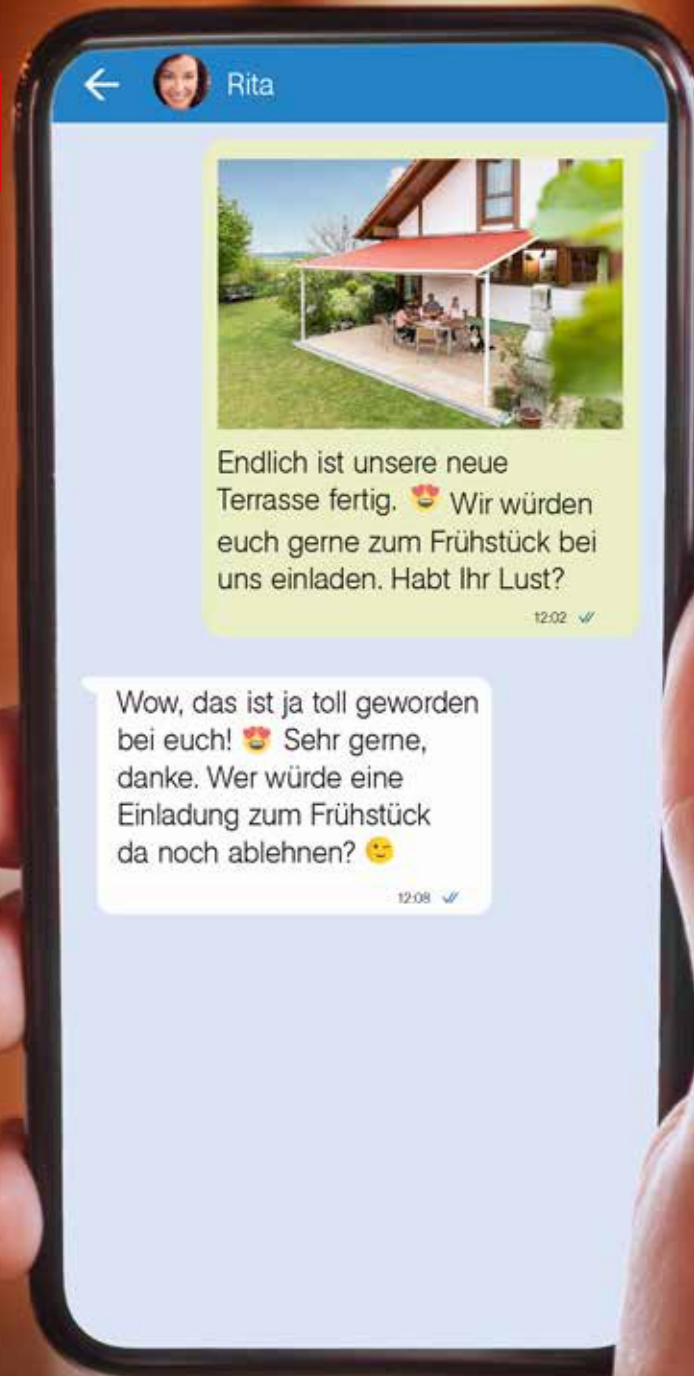 Rita
Endlich ist unsere neue
Terrasse fertig. 😍 Wir würden
euch gerne zum Frühstück bei
uns einladen. Habt Ihr Lust?
12:02
Wow, das ist ja toll geworden
bei euch! 😍 Sehr gerne,
danke. Wer würde eine
Einladung zum Frühstück
da noch ablehnen? 😉
12:08